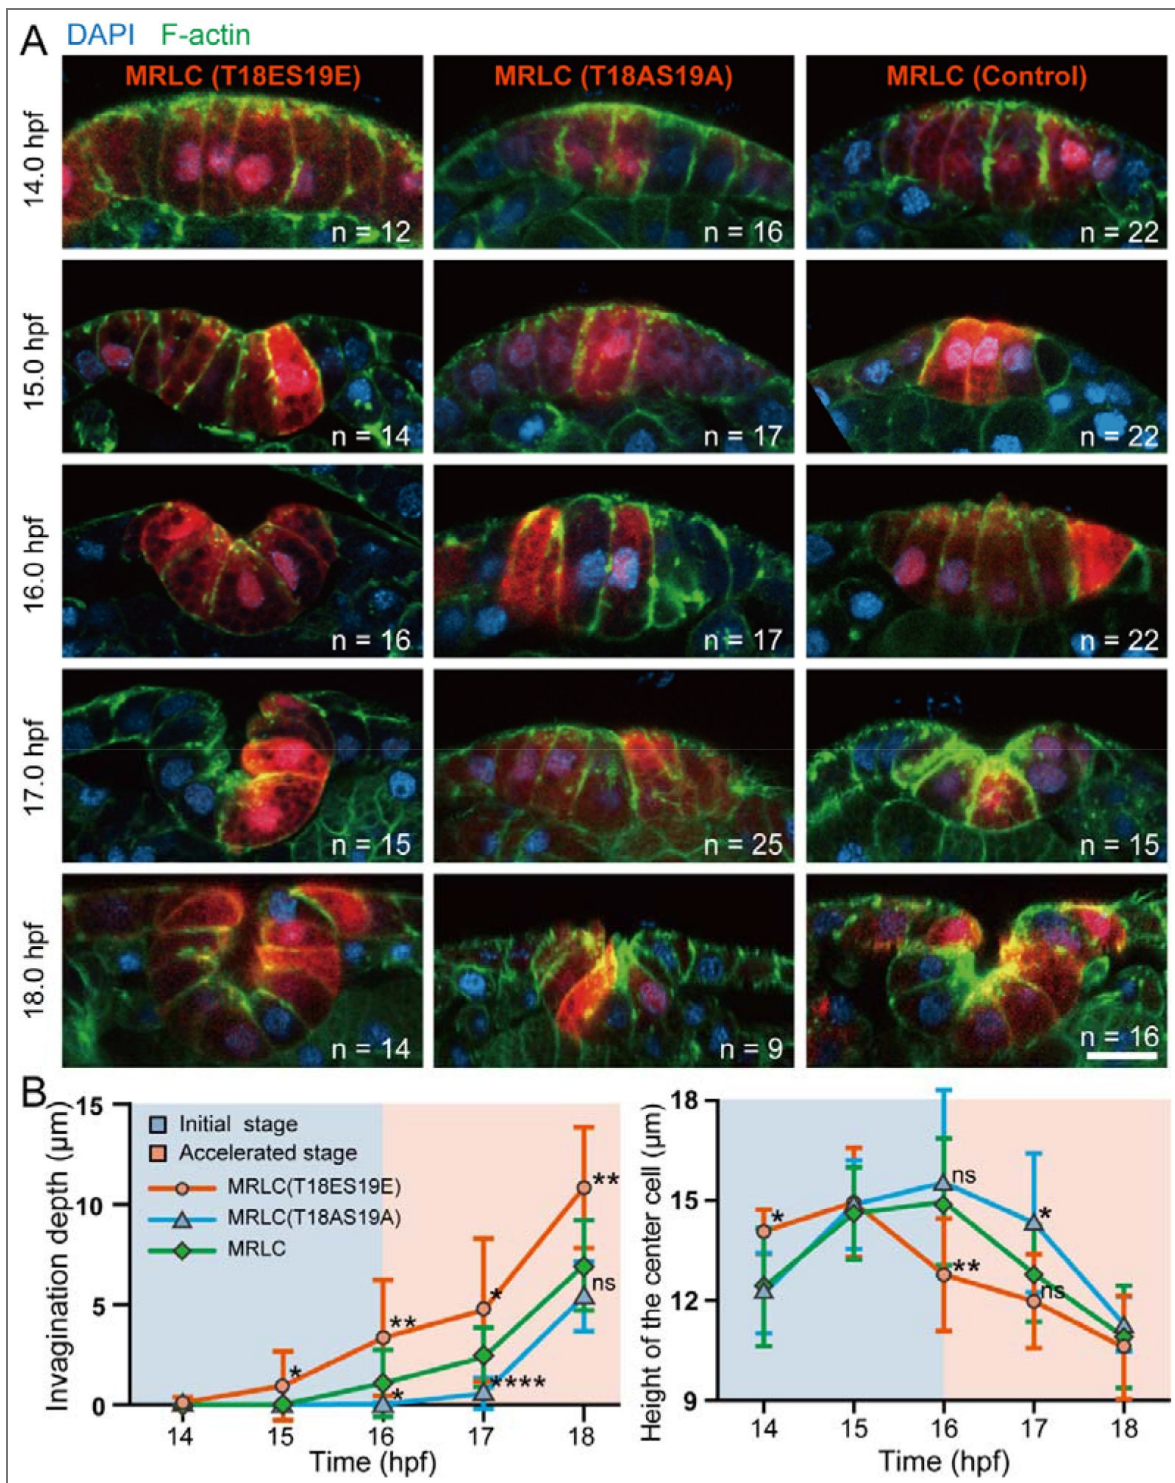 A DAPI F-actin
MRLC (T18ES19E) MRLC (T18AS19A) MRLC (Control)
14.0 hpf
n = 12 n = 16 n = 22
15.0 hpf
n = 14 n = 17 n = 22
16.0 hpf
n = 16 n = 17 n = 22
17.0 hpf
n = 15 n = 25 n = 15
18.0 hpf
n = 14 n = 9 n = 16
B
Invagination depth (µm)
15
10
5
0
Initial stage
Accelerated stage
MRLC(T18ES19E)
MRLC(T18AS19A)
MRLC
*
**
*
*
****
**
ns
14 15 16 17 18
Time (hpf)
Height of the center cell (µm)
18
15
12
9
*
ns
**
*
ns
14 15 16 17 18
Time (hpf)